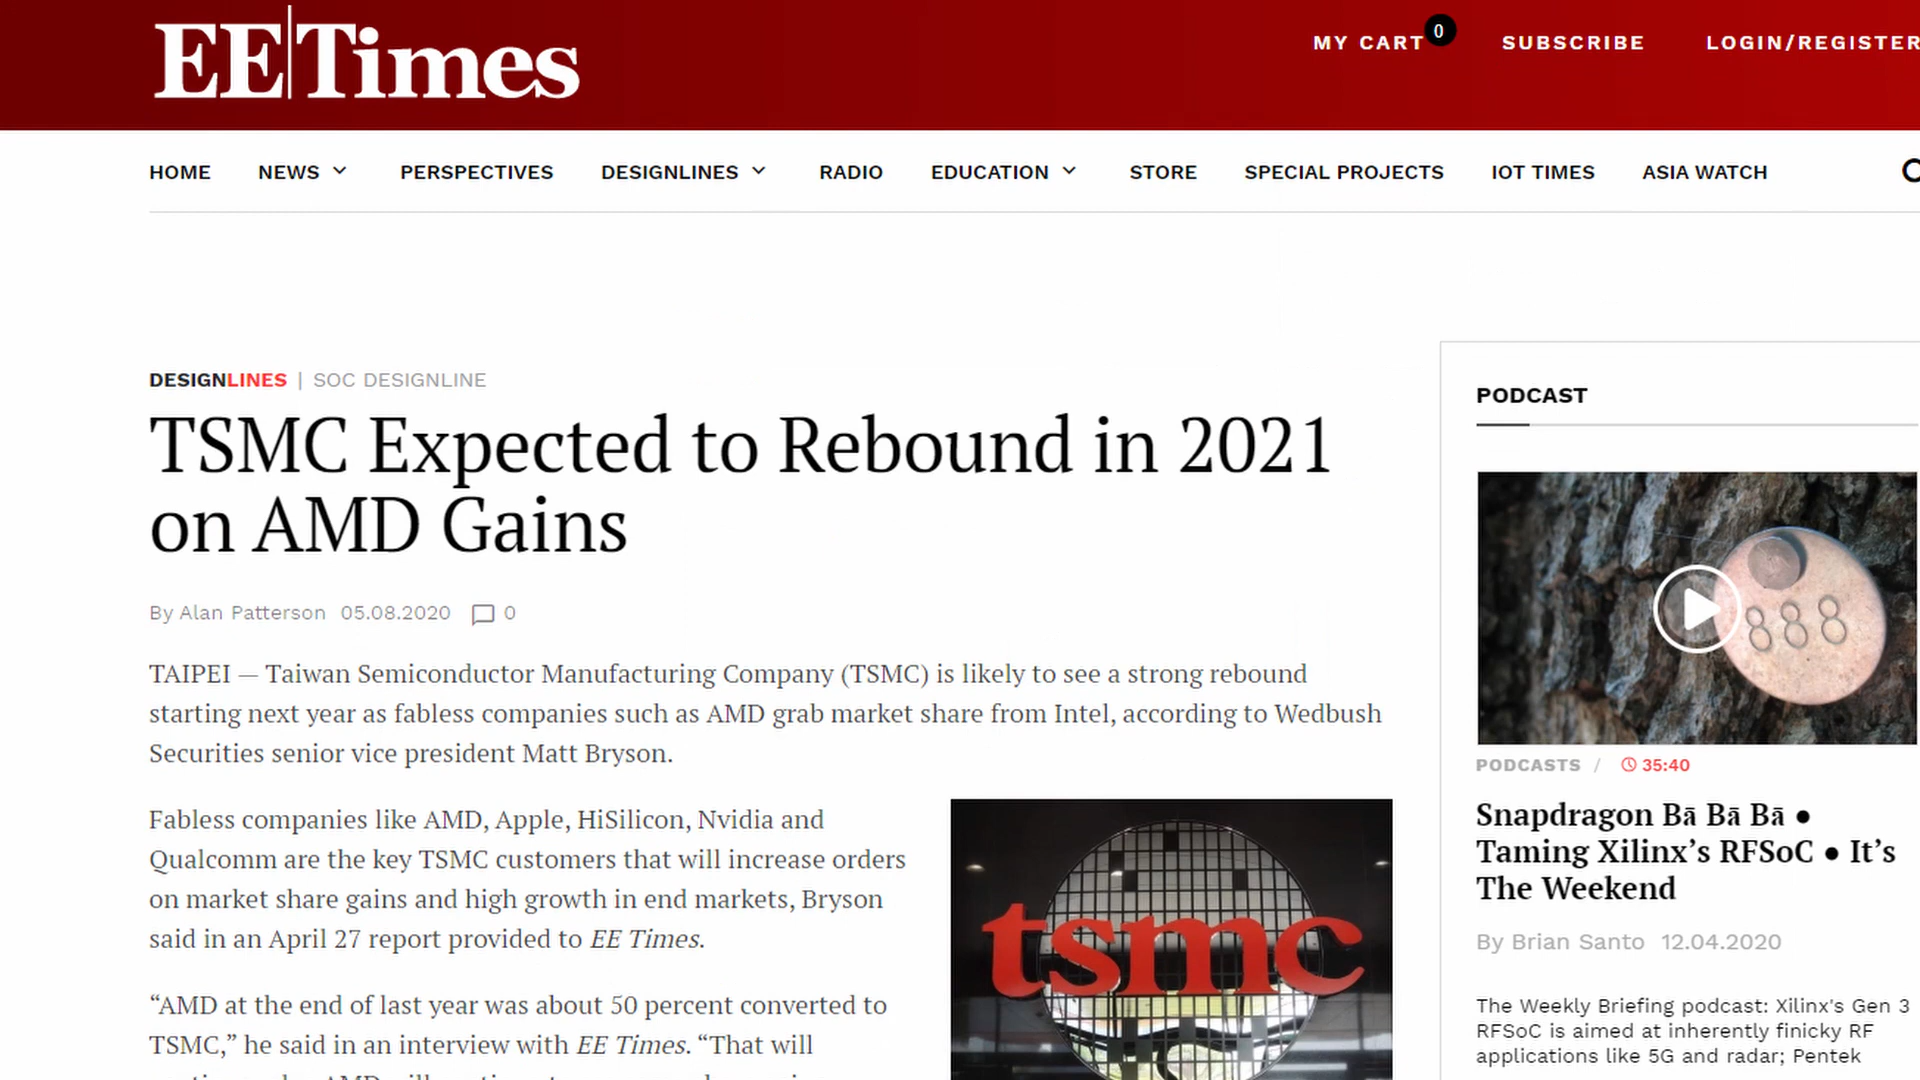 EETimes
MY CART 0 SUBSCRIBE LOGIN/REGISTER
HOME NEWS PERSPECTIVES DESIGNLINES RADIO EDUCATION STORE SPECIAL PROJECTS IOT TIMES ASIA WATCH
DESIGNLINES | SOC DESIGNLINE
TSMC Expected to Rebound in 2021
on AMD Gains
By Alan Patterson 05.08.2020 0
TAIPEI — Taiwan Semiconductor Manufacturing Company (TSMC) is likely to see a strong rebound
starting next year as fabless companies such as AMD grab market share from Intel, according to Wedbush
Securities senior vice president Matt Bryson.
Fabless companies like AMD, Apple, HiSilicon, Nvidia and
Qualcomm are the key TSMC customers that will increase orders
on market share gains and high growth in end markets, Bryson
said in an April 27 report provided to EE Times.
“AMD at the end of last year was about 50 percent converted to
TSMC,” he said in an interview with EE Times. “That will
tsmc
PODCAST
888
PODCASTS / 35:40
Snapdragon Bā Bā Bā •
Taming Xilinx’s RFSoC • It’s
The Weekend
By Brian Santo 12.04.2020
The Weekly Briefing podcast: Xilinx's Gen 3
RFSoC is aimed at inherently finicky RF
applications like 5G and radar; Pentek